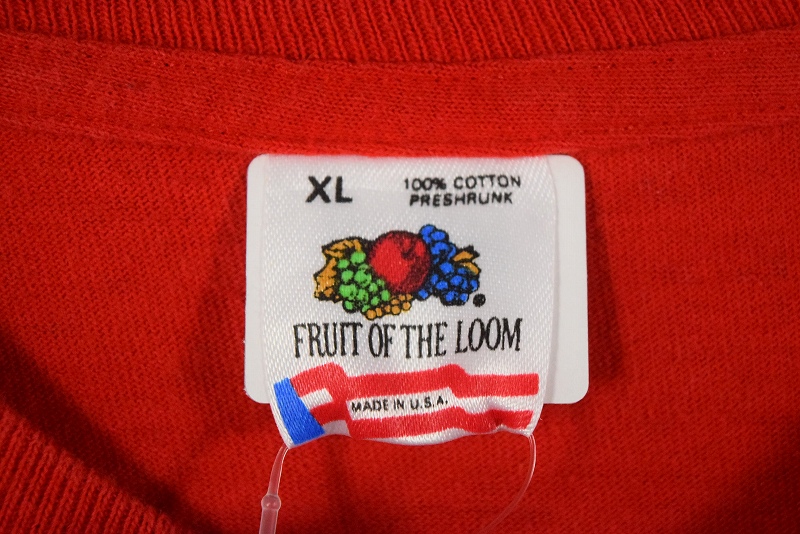 XL
100% COTTON
PRESHRUNK
FRUIT OF THE LOOM
MADE IN U.S.A.